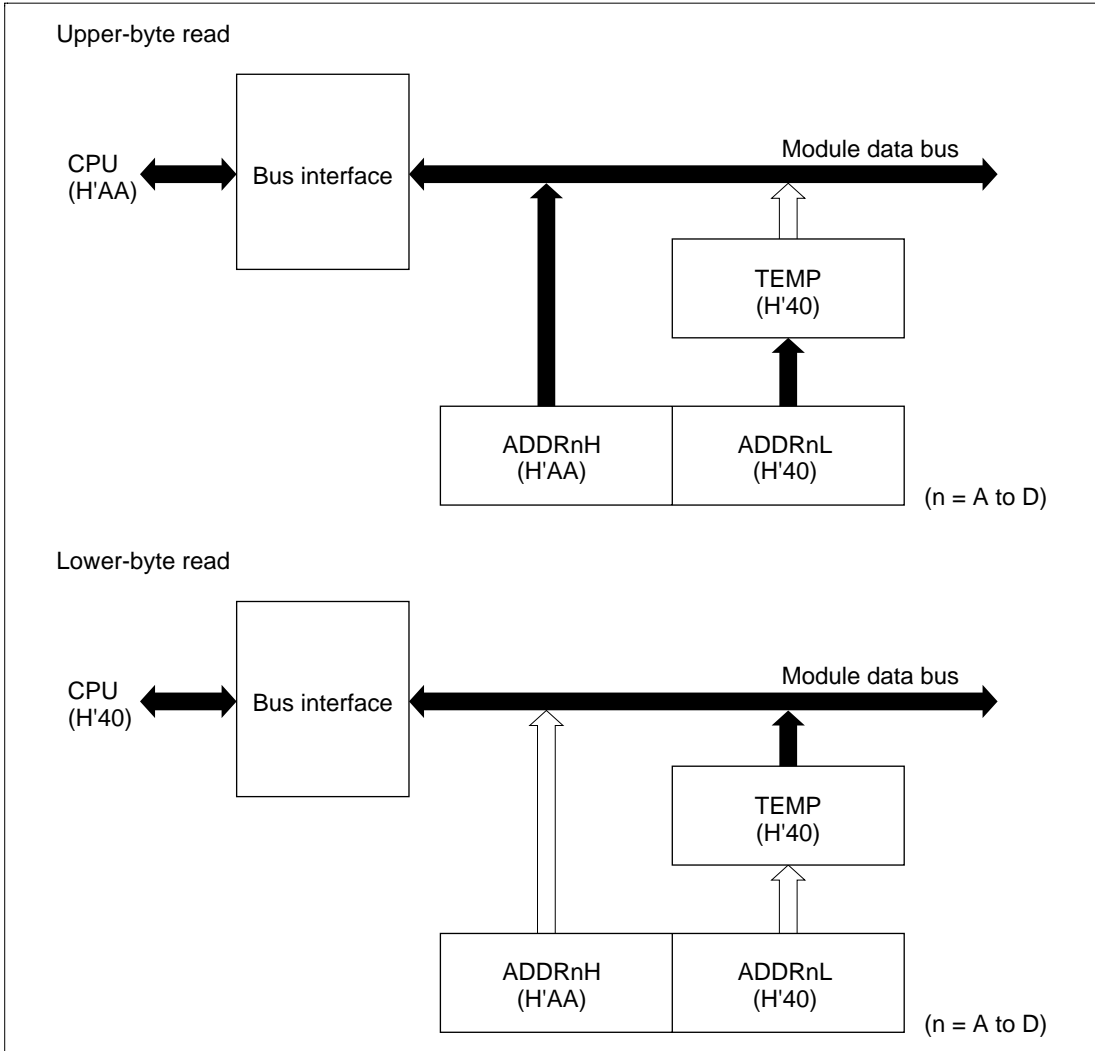 Upper-byte read
CPU
(H'AA)
Bus interface
Module data bus
TEMP
(H'40)
ADDRnH
(H'AA)
ADDRnL
(H'40)
(n = A to D)
Lower-byte read
CPU
(H'40)
Bus interface
Module data bus
TEMP
(H'40)
ADDRnH
(H'AA)
ADDRnL
(H'40)
(n = A to D)